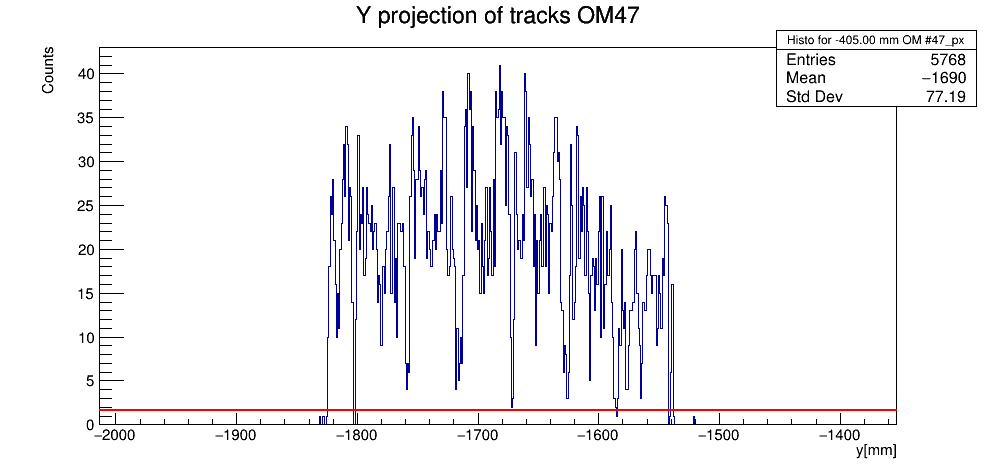 Y projection of tracks OM47
Histo for -405.00 mm OM #47_px
Entries 5768
Mean −1690
Std Dev 77.19
Counts
40
35
30
25
20
15
10
5
0
−2000 −1900 −1800 −1700 −1600 −1500 −1400
y[mm]